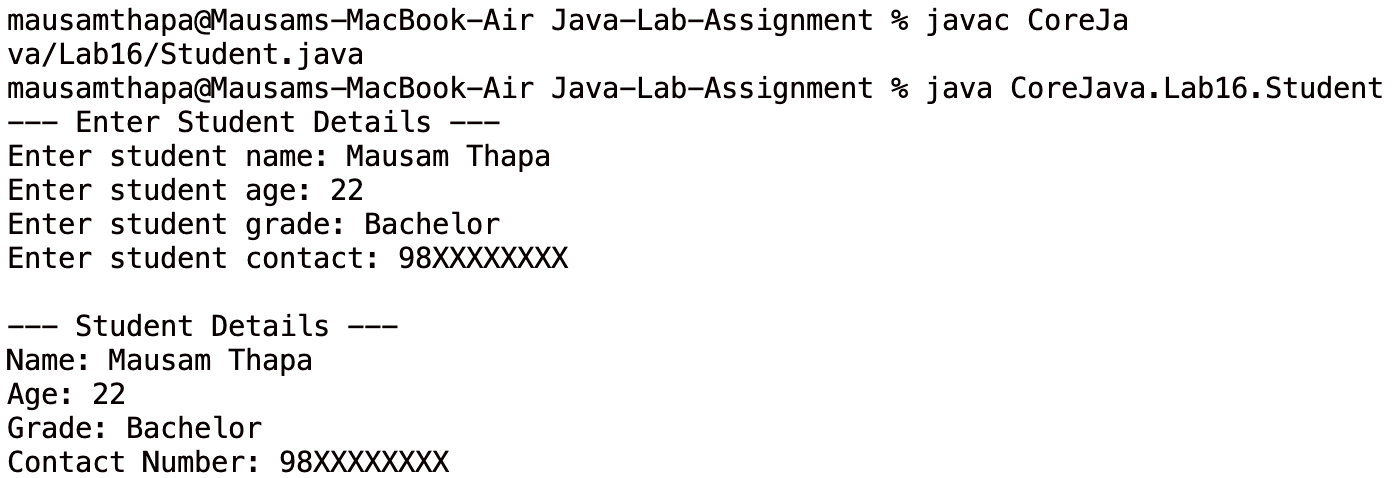 mausamthapa@Mausams-MacBook-Air Java-Lab-Assignment % javac CoreJa
va/Lab16/Student.java
mausamthapa@Mausams-MacBook-Air Java-Lab-Assignment % java CoreJava.Lab16.Student
--- Enter Student Details ---
Enter student name: Mausam Thapa
Enter student age: 22
Enter student grade: Bachelor
Enter student contact: 98XXXXXXXX

--- Student Details ---
Name: Mausam Thapa
Age: 22
Grade: Bachelor
Contact Number: 98XXXXXXXX